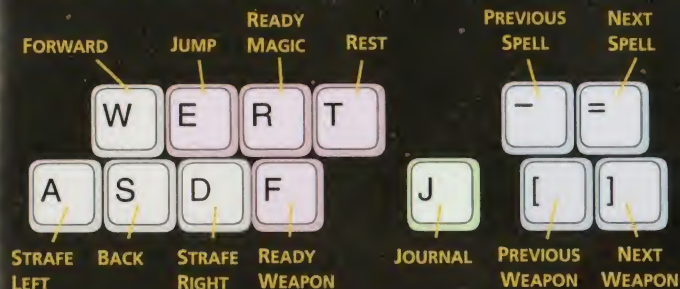 FORWARD
JUMP
READY
MAGIC
REST
PREVIOUS
SPELL
NEXT
SPELL
W
E
R
T
-
=
A
S
D
F
J
[
]
STRAFE
LEFT
BACK
STRAFE
RIGHT
READY
WEAPON
JOURNAL
PREVIOUS
WEAPON
NEXT
WEAPON